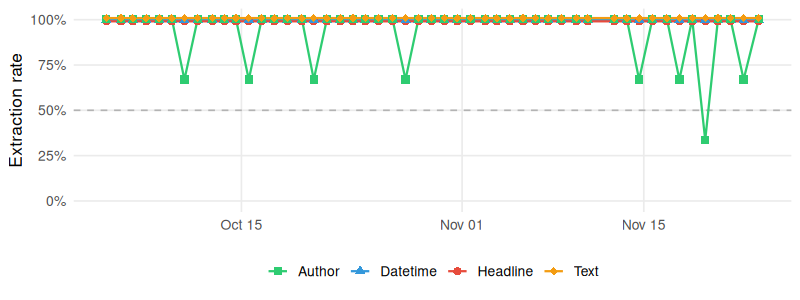 Extraction rate
100%
75%
50%
25%
0%
Oct 15 Nov 01 Nov 15
Author Datetime Headline Text